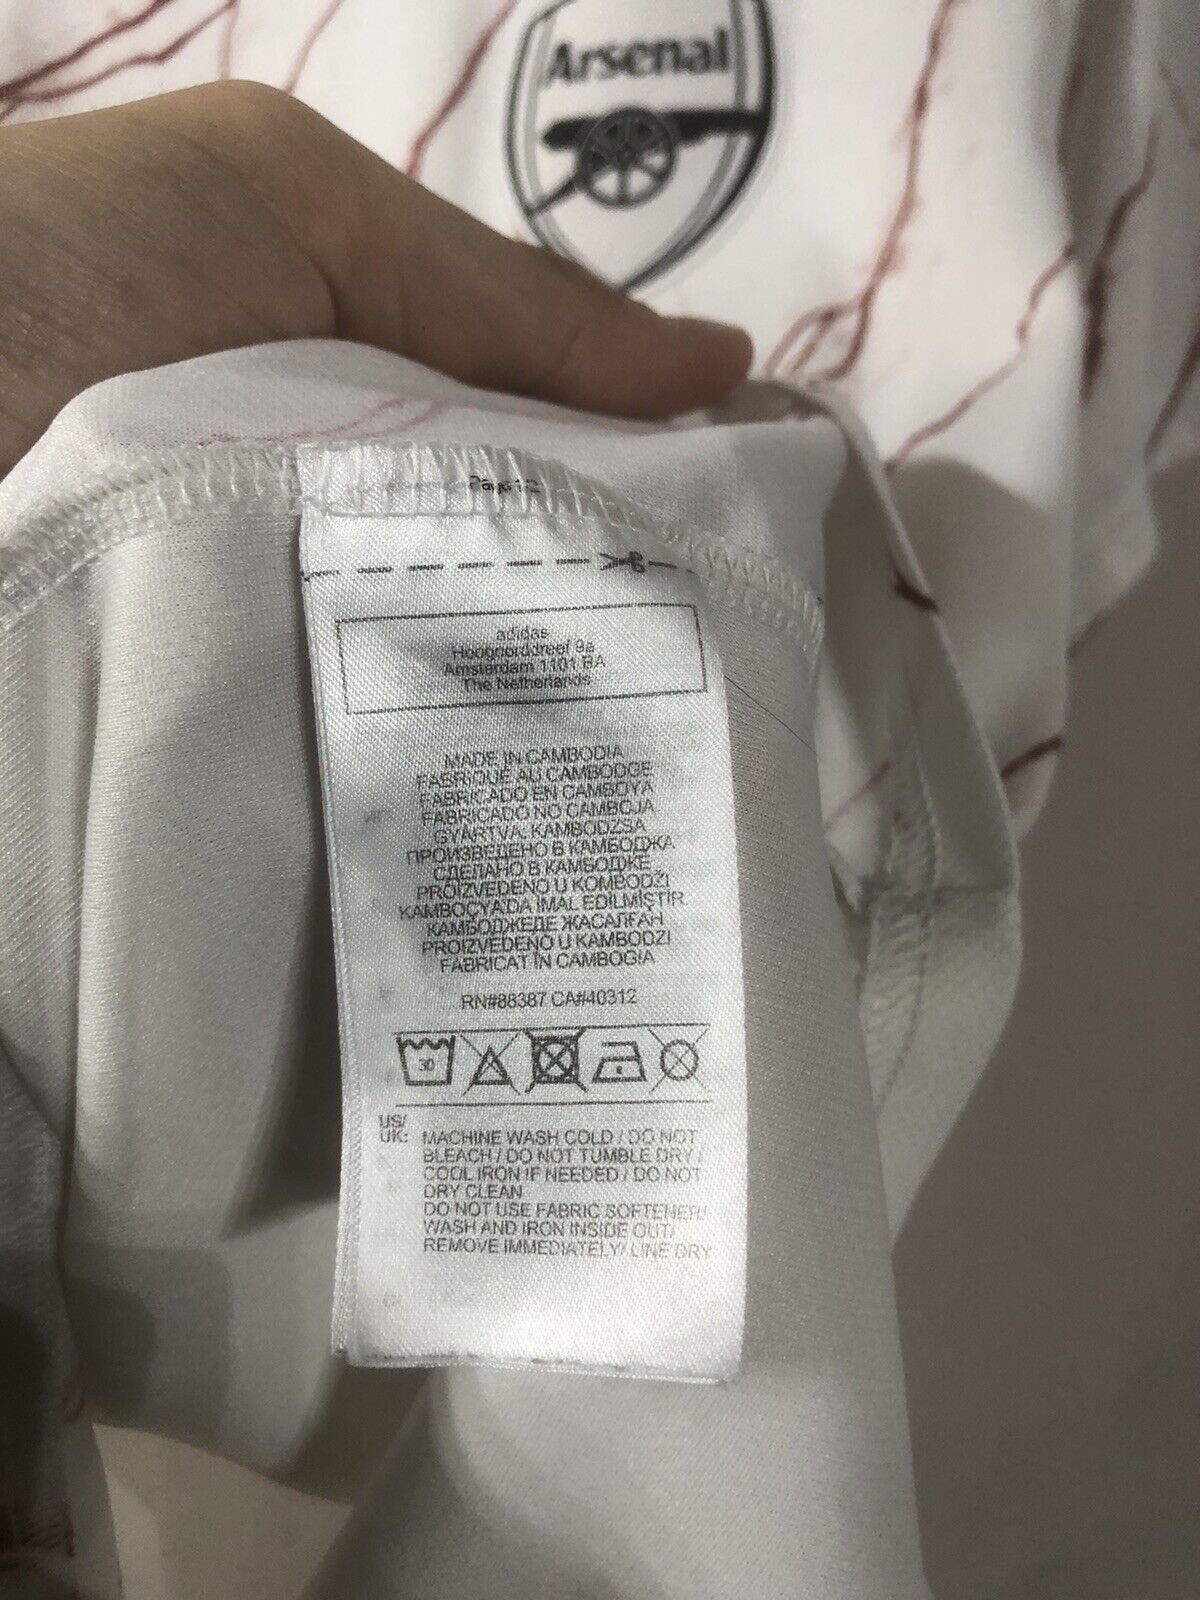 Arsenal
adidas
Hoogoorddreef 9a
Amsterdam 1101 BA
The Netherlands
MADE IN CAMBODIA
FABRIQUÉ AU CAMBODGE
FABRICADO EN CAMBOYA
FABRICADO NO CAMBOJA
GYÁRTVA: KAMBODZSA
ПРОИЗВЕДЕНО В КАМБОДЖА
СДЕЛАНО В КАМБОДЖЕ
PROIZVEDENO U KOMBODŽI
KAMBOÇYA'DA İMAL EDİLMİŞTİR.
КАМБОДЖЕДЕ ЖАСАЛҒАН
PROIZVEDENO U KAMBODZI
FABRICAT ÎN CAMBOGIA
RN#88387 CA#40312
30
US/
UK: MACHINE WASH COLD / DO NOT
BLEACH / DO NOT TUMBLE DRY /
COOL IRON IF NEEDED / DO NOT
DRY CLEAN
DO NOT USE FABRIC SOFTENER/
WASH AND IRON INSIDE OUT/
REMOVE IMMEDIATELY/ LINE DRY